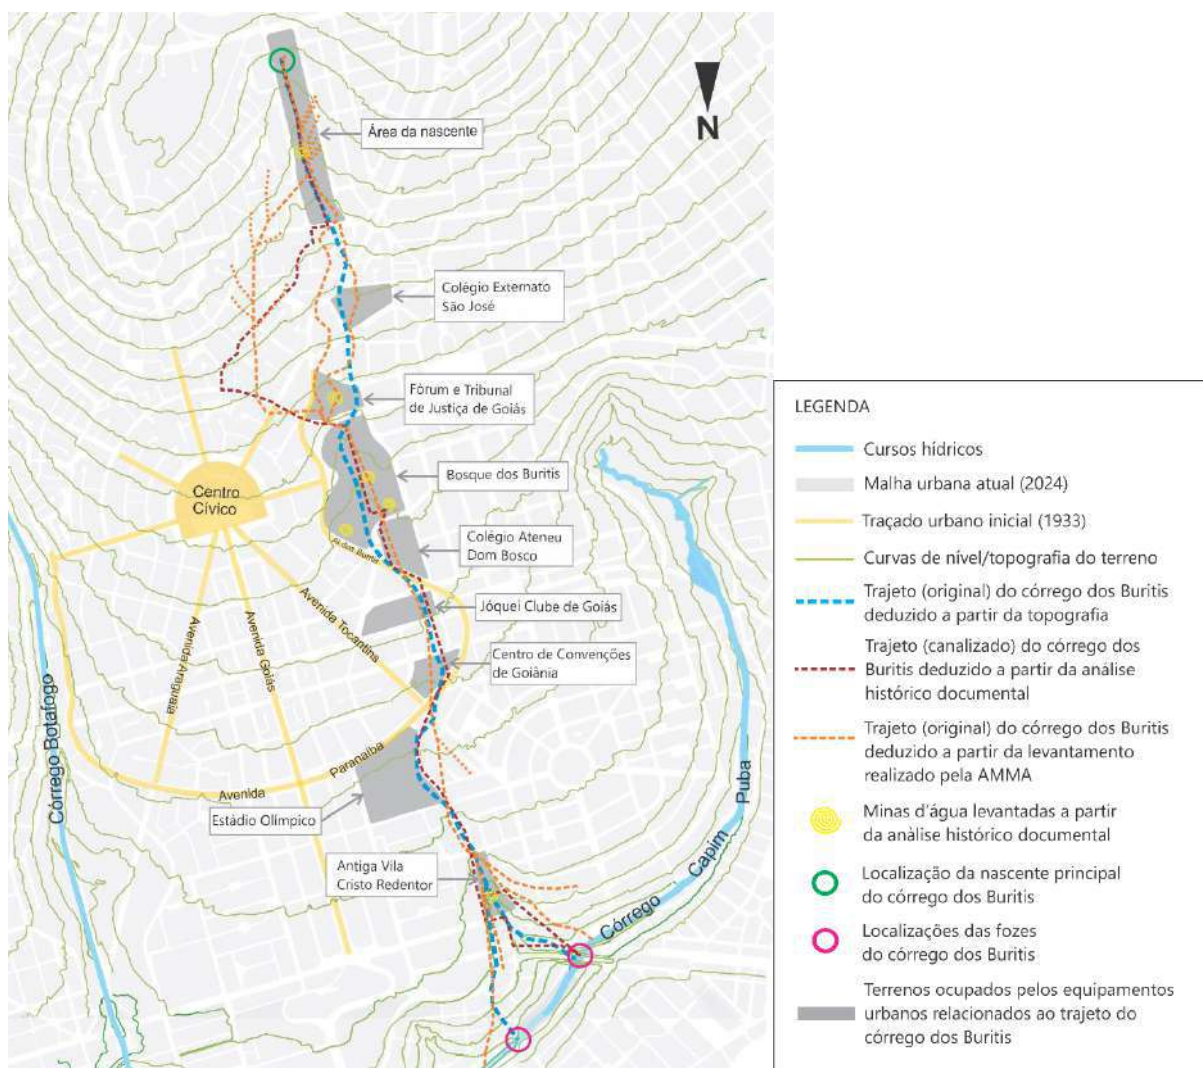 N
Área da nascente
Colégio Externato
São José
Fórum e Tribunal
de Justiça de Goiás
Bosque dos Buritis
Centro
Cívico
Colégio Ateneu
Dom Bosco
Al. dos Buritis
Jóquei Clube de Goiás
Avenida Tocantins
Avenida Araguaia
Avenida Goiás
Centro de Convenções
de Goiânia
Córrego Botafogo
Avenida
Paranaíba
Estádio Olímpico
Antiga Vila
Cristo Redentor
Córrego
Capim
Puba
LEGENDA
Cursos hídricos
Malha urbana atual (2024)
Traçado urbano inicial (1933)
Curvas de nível/topografia do terreno
Trajeto (original) do córrego dos Buritis
deduzido a partir da topografia
Trajeto (canalizado) do córrego dos
Buritis deduzido a partir da análise
histórico documental
Trajeto (original) do córrego dos Buritis
deduzido a partir da levantamento
realizado pela AMMA
Minas d'água levantadas a partir
da anàlise histórico documental
Localização da nascente principal
do córrego dos Buritis
Localizações das fozes
do córrego dos Buritis
Terrenos ocupados pelos equipamentos
urbanos relacionados ao trajeto do
córrego dos Buritis